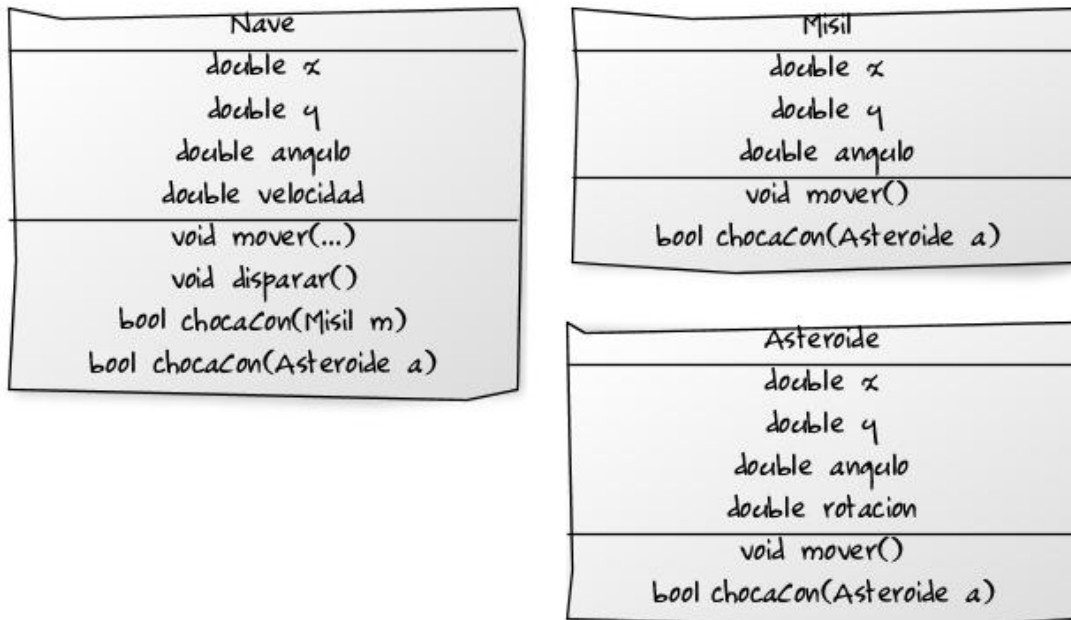 Nave
double x
double y
double angulo
double velocidad
void mover(...)
void disparar()
bool chocaCon(Misil m)
bool chocaCon(Asteroide a)
Misil
double x
double y
double angulo
void mover()
bool chocaCon(Asteroide a)
Asteroide
double x
double y
double angulo
double rotacion
void mover()
bool chocaCon(Asteroide a)